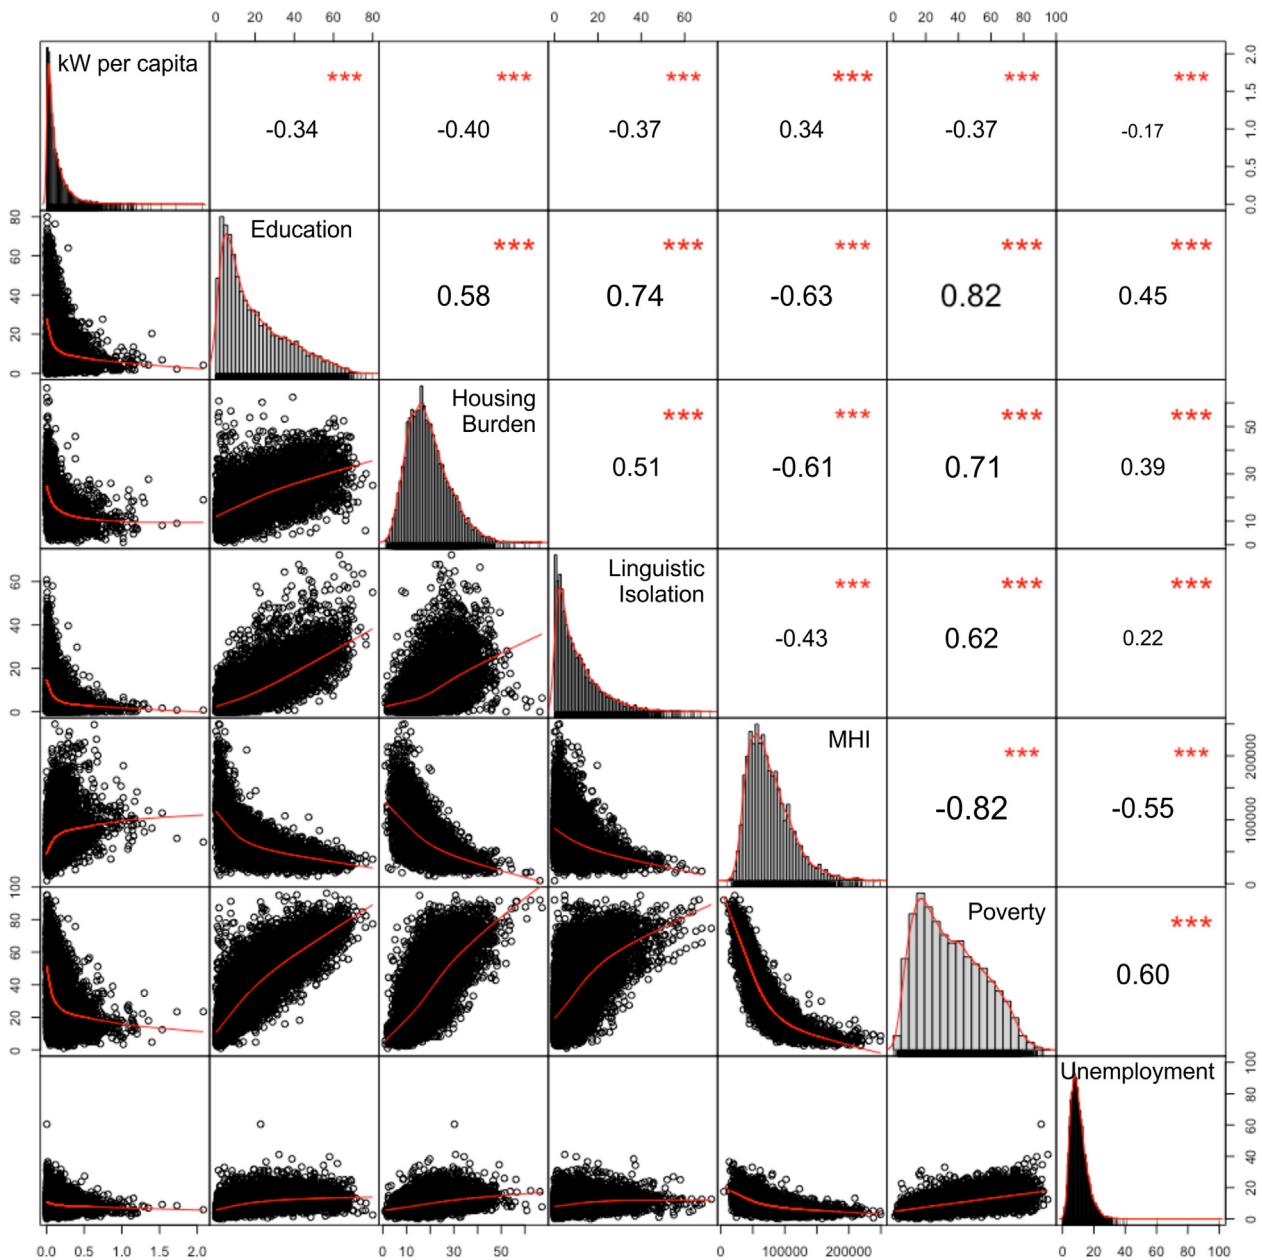 0 20 40 60 80
0 20 40 60
0 20 40 60 80 100
kW per capita
*** *** *** *** *** ***
-0.34 -0.40 -0.37 0.34 -0.37 -0.17
0.0 0.5 1.0 1.5 2.0
0 20 40 60 80
Education
*** *** *** *** ***
0.58 0.74 -0.63 0.82 0.45
Housing
Burden
*** *** *** ***
0.51 -0.61 0.71 0.39
0 10 30 50
0 20 40 60
Linguistic
Isolation
*** *** ***
-0.43 0.62 0.22
MHI
*** ***
-0.82 -0.55
0 100000 200000
0 20 40 60 80 100
Poverty
***
0.60
Unemployment
0 20 40 60 80 100
0.0 0.5 1.0 1.5 2.0
0 10 30 50
0 100000 200000
0 20 40 60 80 100